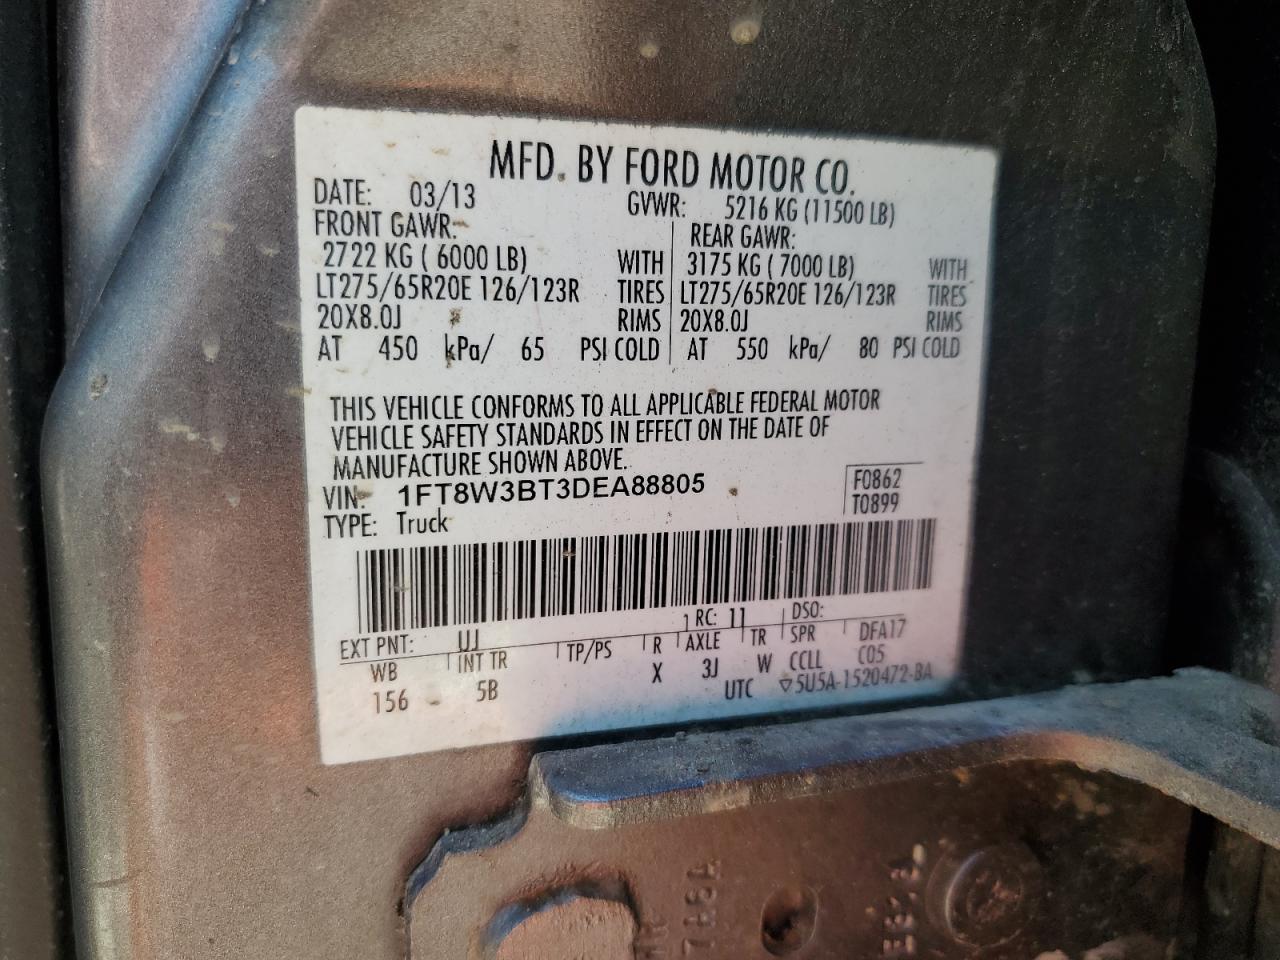 MFD. BY FORD MOTOR CO.
DATE: 03/13 GVWR: 5216 KG (11500 LB)
FRONT GAWR: REAR GAWR:
2722 KG ( 6000 LB) WITH 3175 KG ( 7000 LB) WITH
LT275/65R20E 126/123R TIRES LT275/65R20E 126/123R TIRES
20X8.0J RIMS 20X8.0J RIMS
AT 450 kPa/ 65 PSI COLD AT 550 kPa/ 80 PSI COLD
THIS VEHICLE CONFORMS TO ALL APPLICABLE FEDERAL MOTOR
VEHICLE SAFETY STANDARDS IN EFFECT ON THE DATE OF
MANUFACTURE SHOWN ABOVE.
VIN: 1FT8W3BT3DEA88805 F0862
TYPE: Truck T0899
RC: 11 DSO:
EXT PNT: UJ DFA17
WB INT TR TP/PS R AXLE TR SPR
156 5B X 3J W CCLL C05
UTC ▽5U5A-1520472-BA